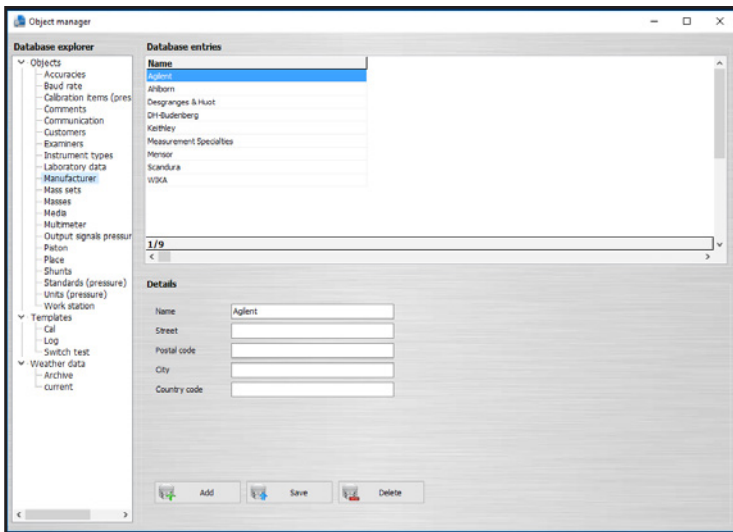 Object manager
Database explorer
Objects
Accuracies
Baud rate
Calibration items (pres
Comments
Communication
Customers
Examiners
Instrument types
Laboratory data
Manufacturer
Mass sets
Masses
Media
Multimeter
Output signals pressur
Piston
Place
Shunts
Standards (pressure)
Units (pressure)
Work station
Templates
Cal
Log
Switch test
Weather data
Archive
current
Database entries
Name
Agilent
Ahlborn
Desgranges & Huot
DH-Budenberg
Keithley
Measurement Specialties
Mensor
Scandura
WIKA
1/9
Details
Name Agilent
Street
Postal code
City
Country code
Add Save Delete